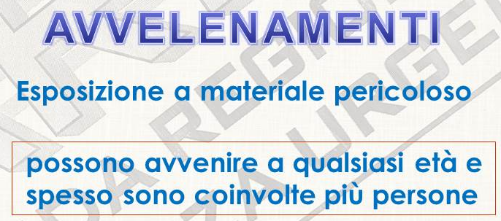 AVVELENAMENTI
Esposizione a materiale pericoloso
possono avvenire a qualsiasi età e
spesso sono coinvolte più persone